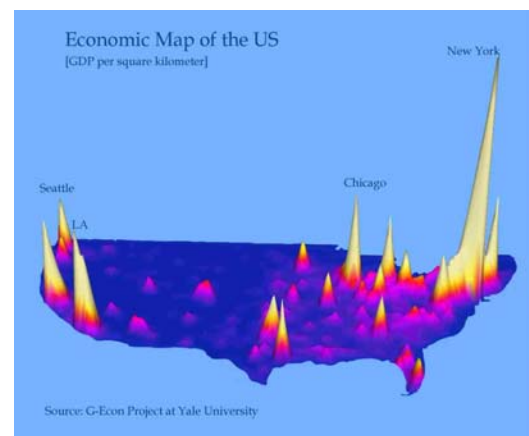 Economic Map of the US
[GDP per square kilometer]
New York
Seattle
Chicago
LA
Source: G-Econ Project at Yale University